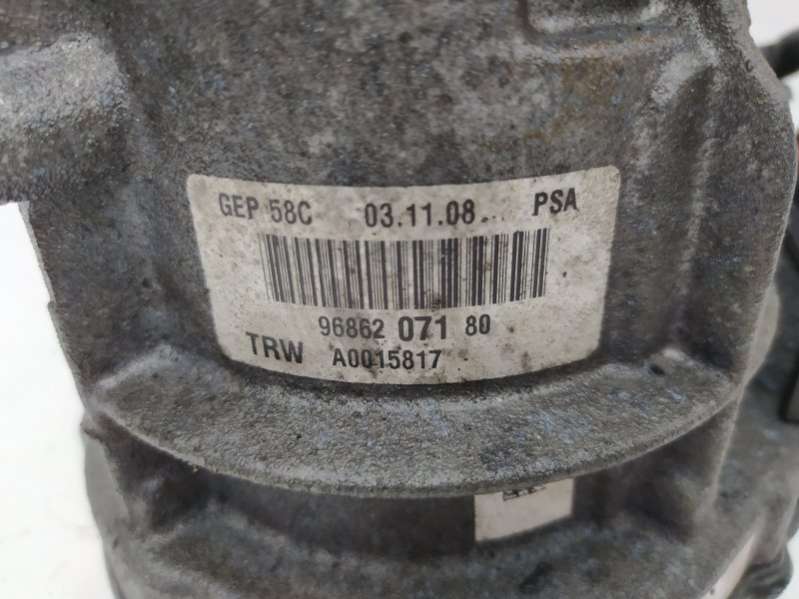 GEP 58C 03.11.08 PSA
96862 071 80
TRW A0015817